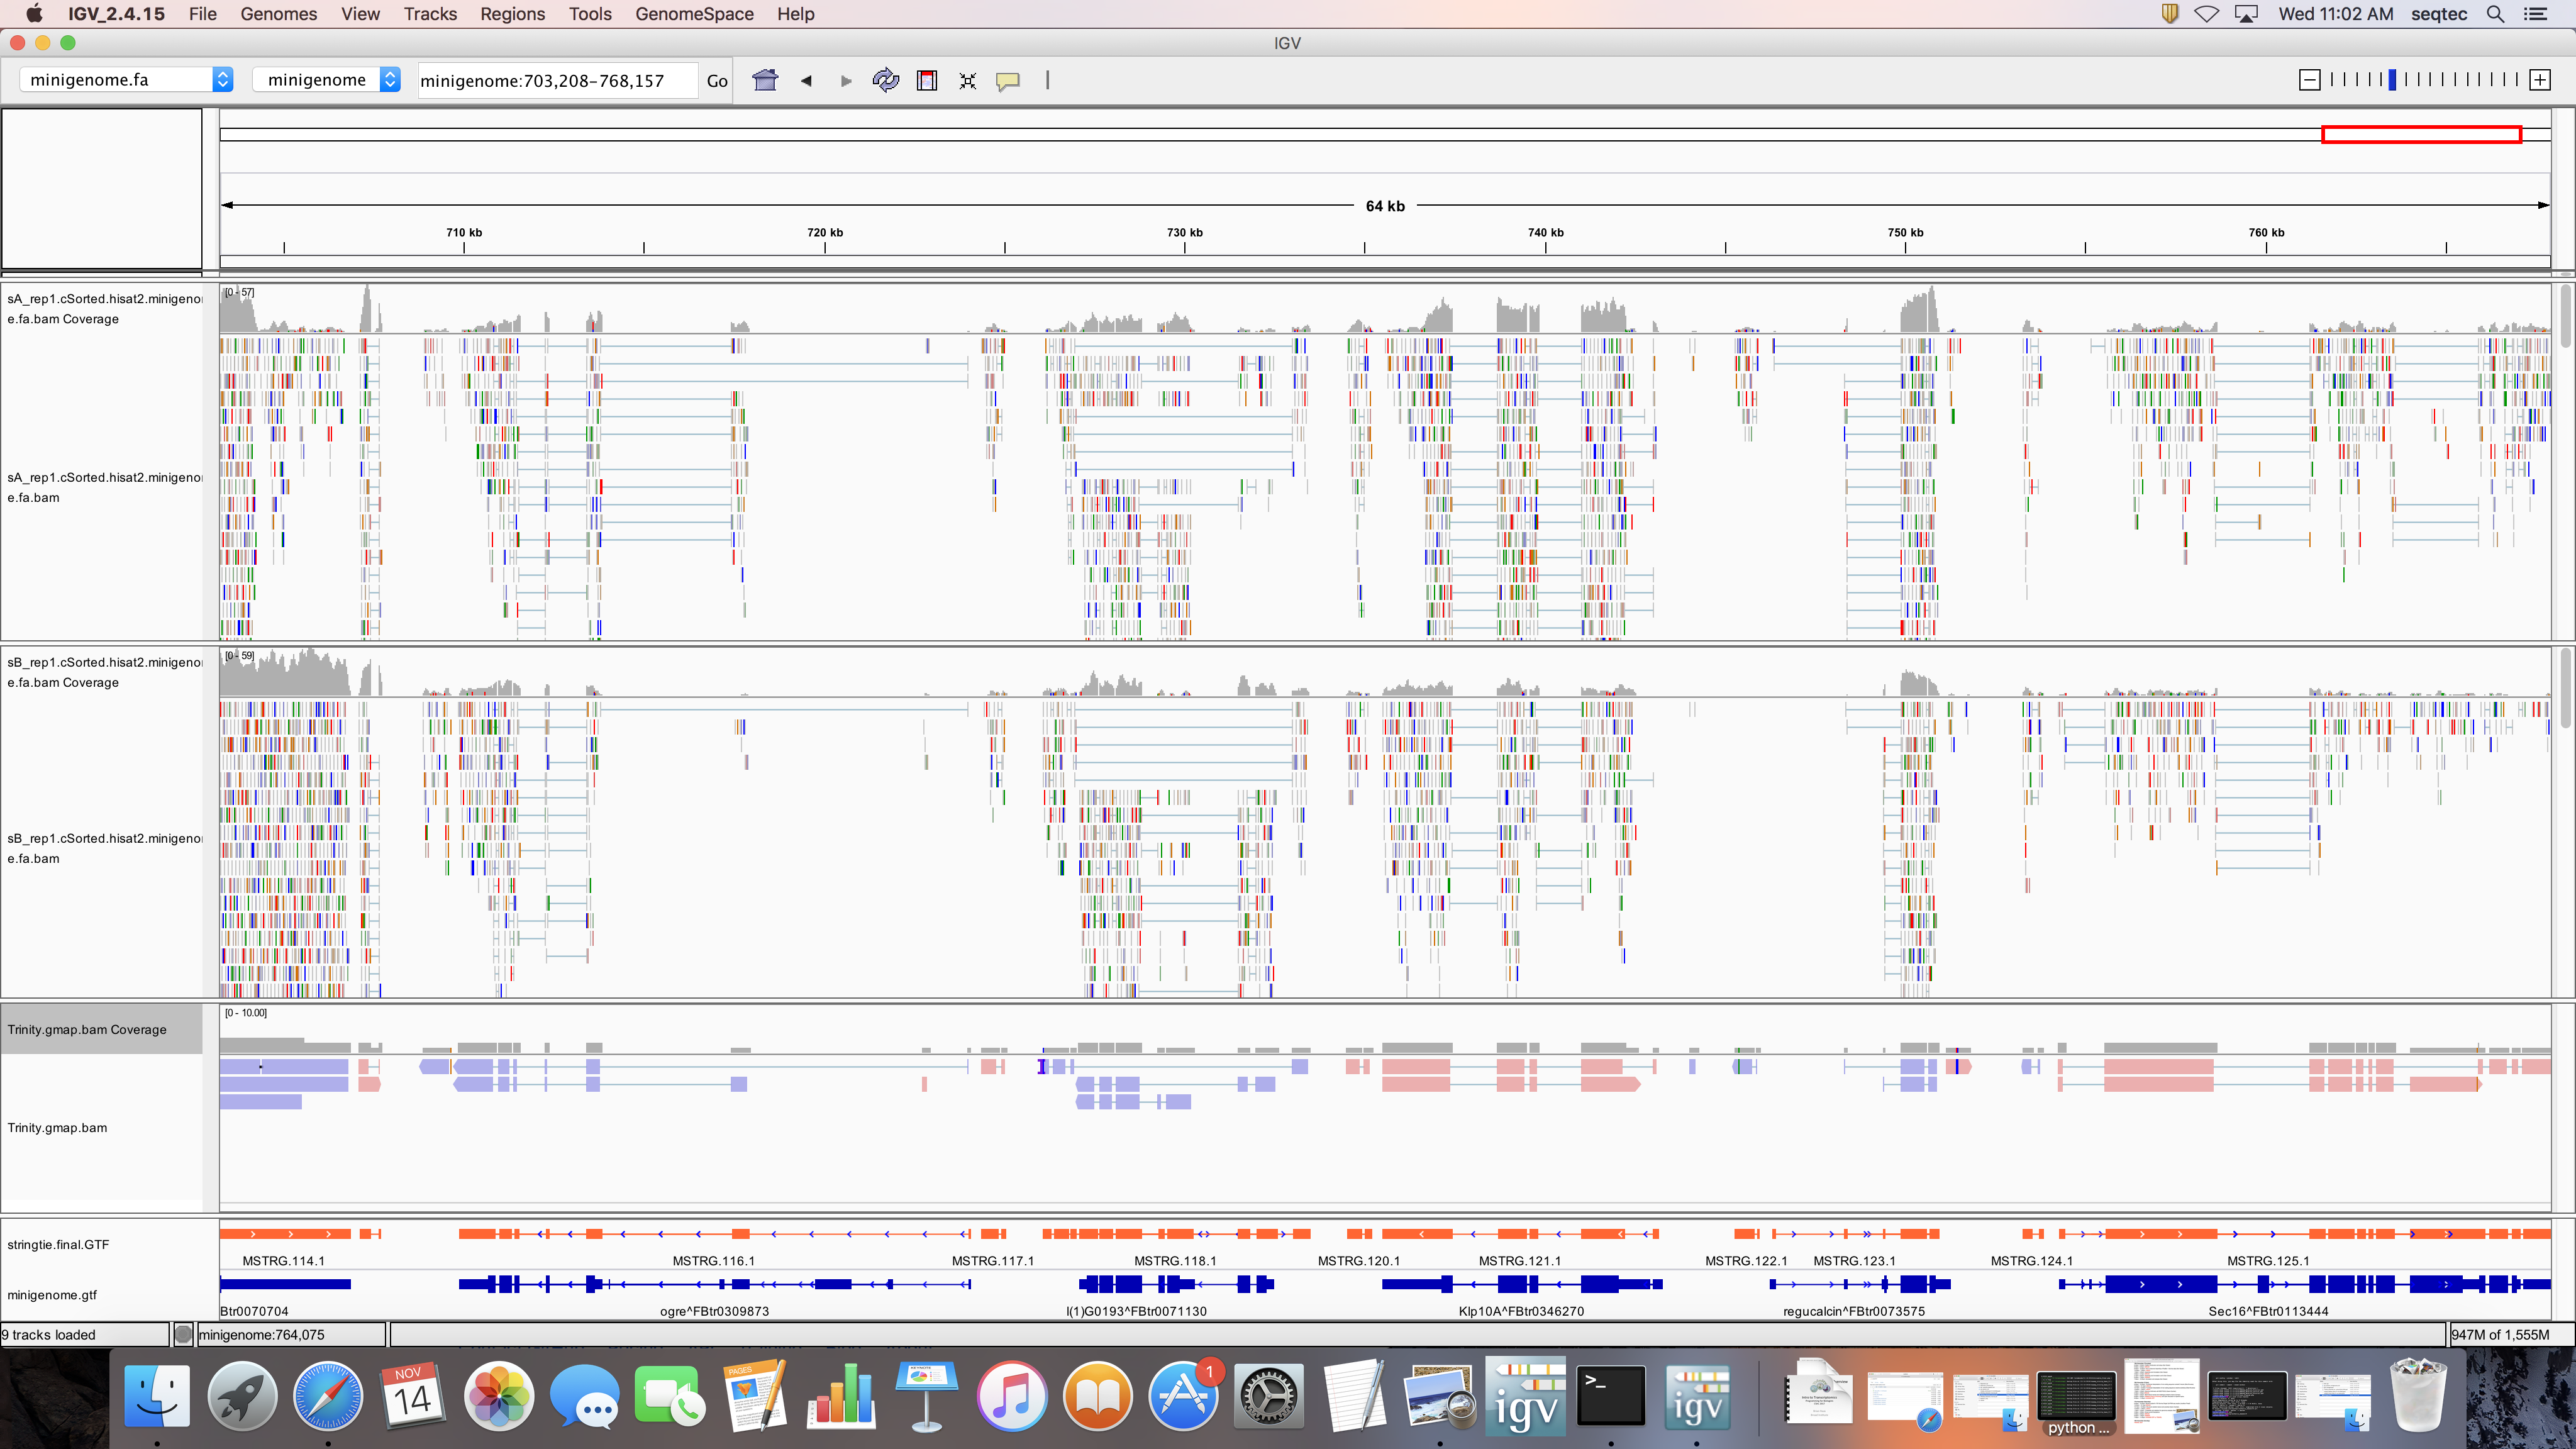 IGV_2.4.15 File Genomes View Tracks Regions Tools GenomeSpace Help Wed 11:02 AM seqtec
IGV
minigenome.fa minigenome minigenome:703,208-768,157 Go
64 kb
710 kb 720 kb 730 kb 740 kb 750 kb 760 kb
[0 - 57]
sA_rep1.cSorted.hisat2.minigeno
e.fa.bam Coverage
sA_rep1.cSorted.hisat2.minigeno
e.fa.bam
[0 - 59]
sB_rep1.cSorted.hisat2.minigeno
e.fa.bam Coverage
sB_rep1.cSorted.hisat2.minigeno
e.fa.bam
[0 - 10.00]
Trinity.gmap.bam Coverage
Trinity.gmap.bam
stringtie.final.GTF
MSTRG.114.1 MSTRG.116.1 MSTRG.117.1 MSTRG.118.1 MSTRG.120.1 MSTRG.121.1 MSTRG.122.1 MSTRG.123.1 MSTRG.124.1 MSTRG.125.1
minigenome.gtf
Btr0070704 ogre^FBtr0309873 l(1)G0193^FBtr0071130 Klp10A^FBtr0346270 regucalcin^FBtr0073575 Sec16^FBtr0113444
9 tracks loaded minigenome:764,075 947M of 1,555M
NOV
14
PAGES
1
>_
igv
igv
python ...